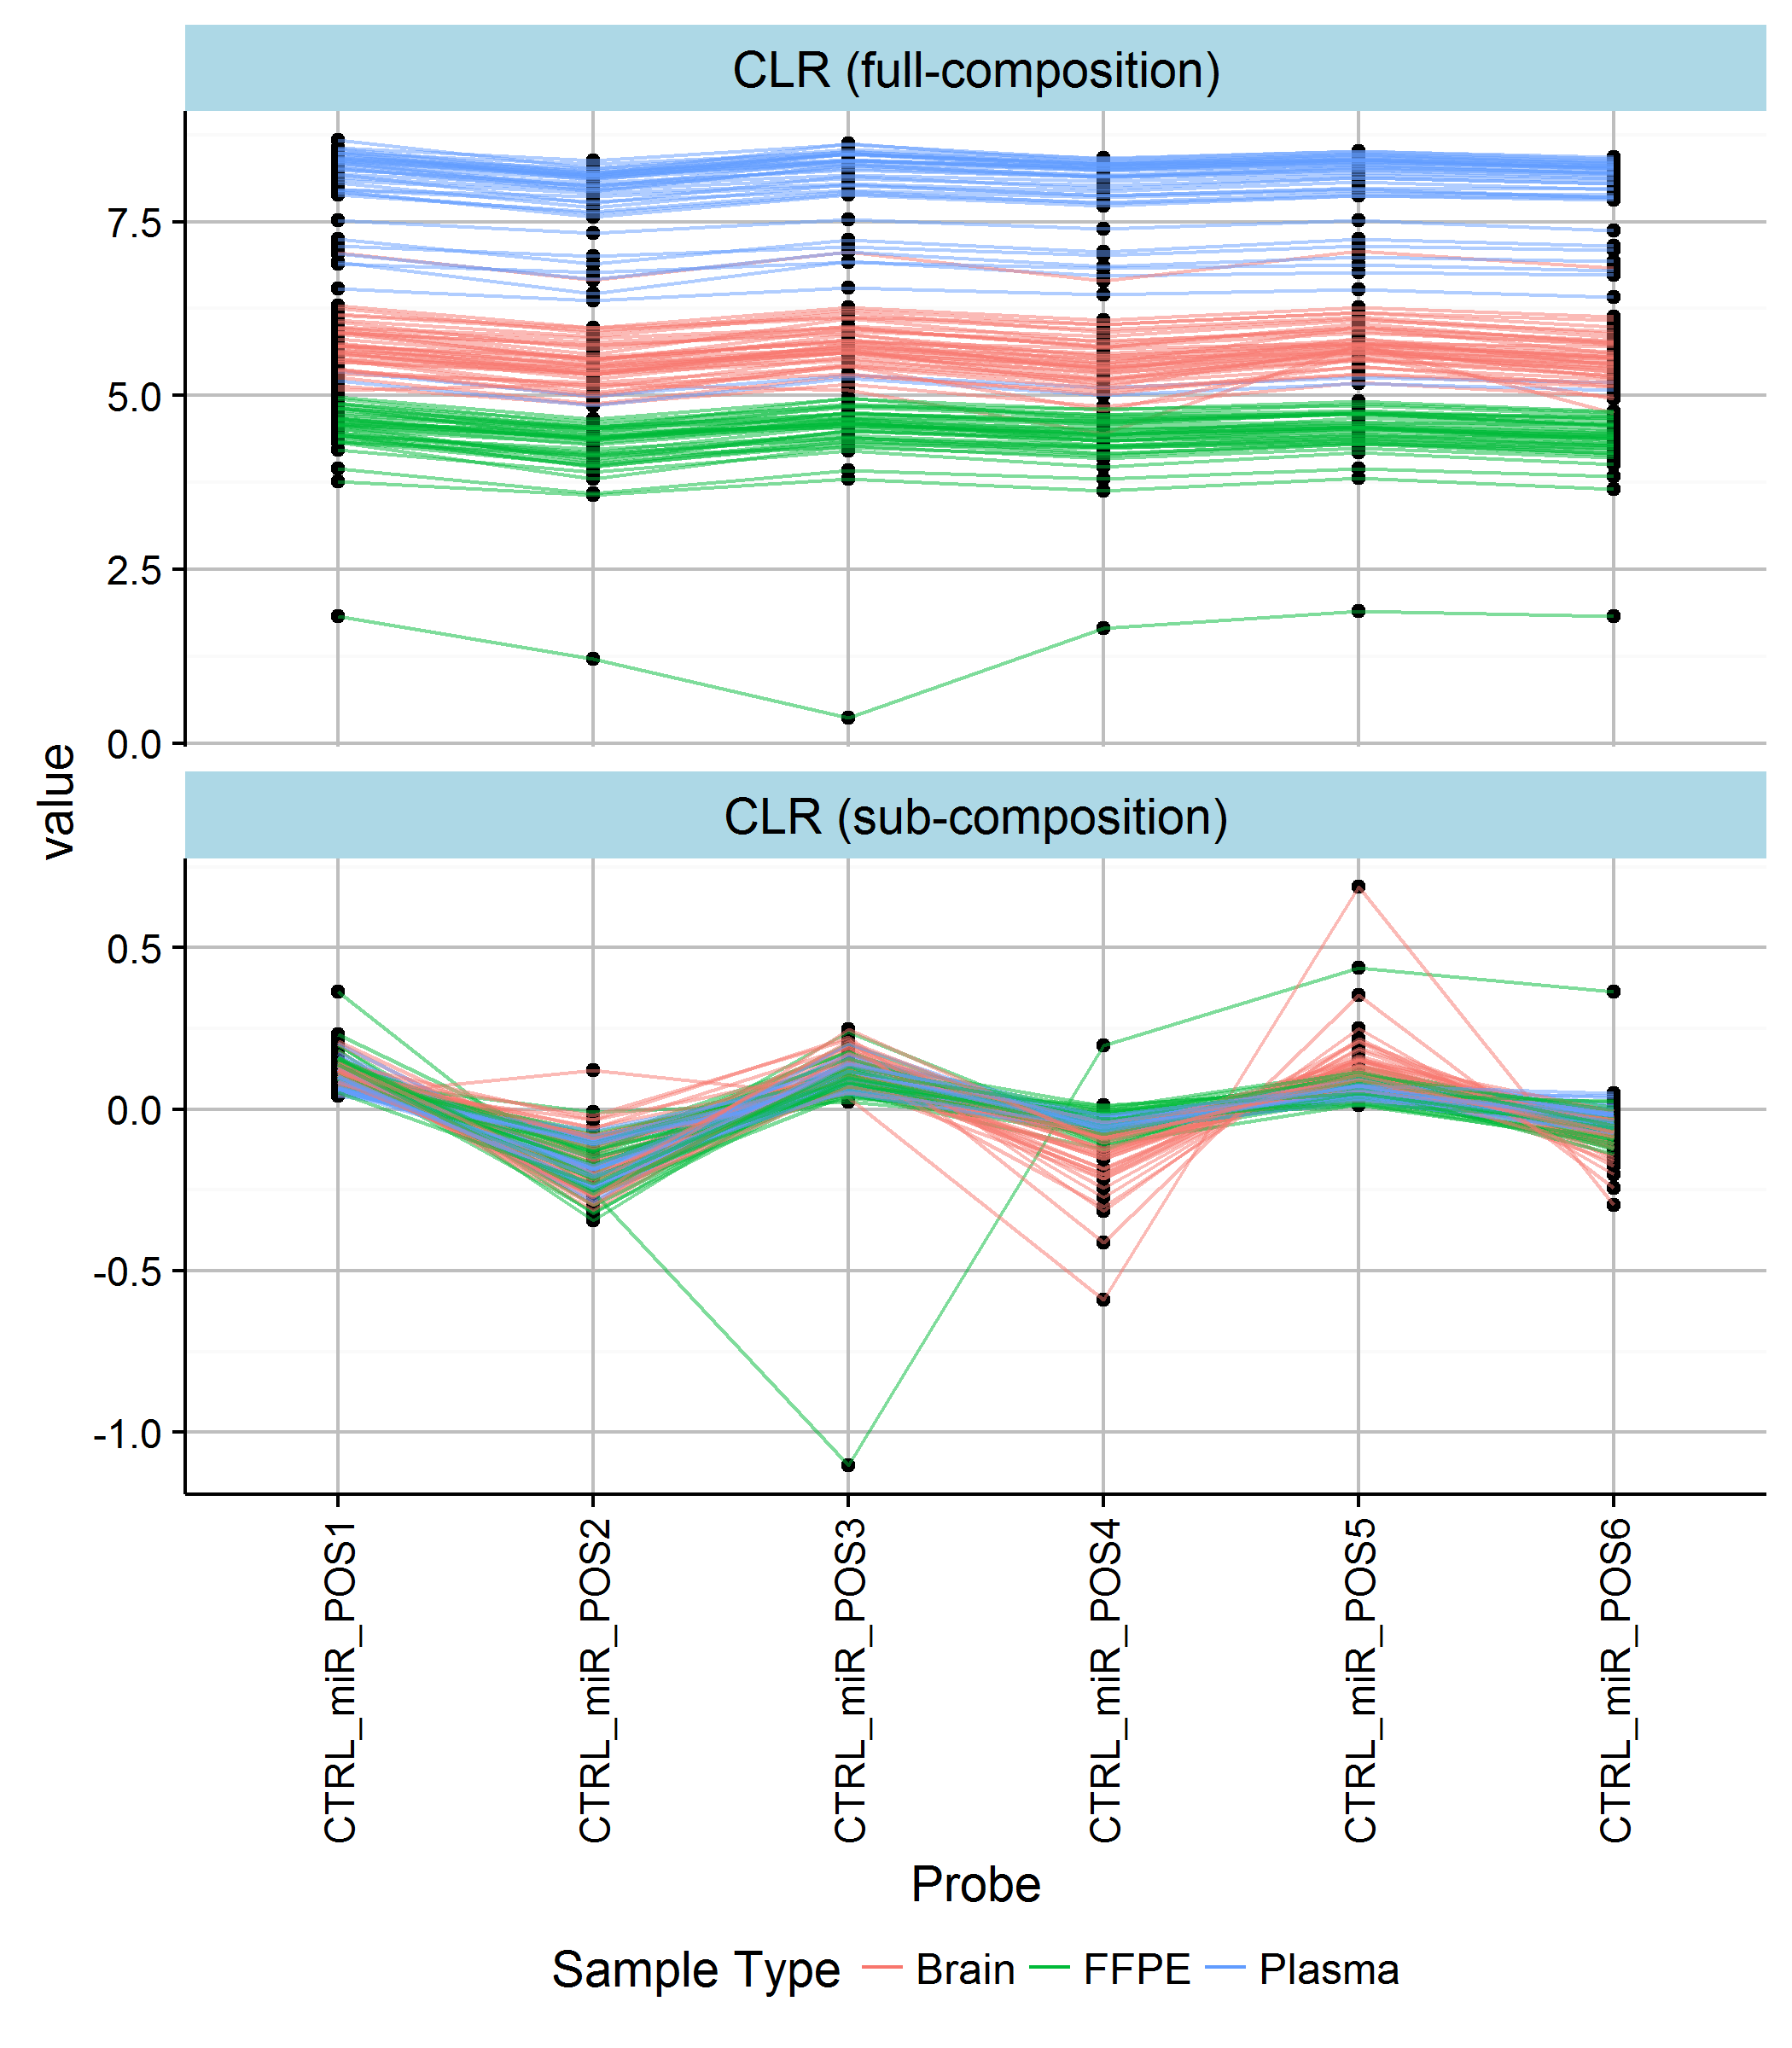 CLR (full-composition)
7.5
5.0
2.5
0.0
value
CLR (sub-composition)
0.5
0.0
-0.5
-1.0
CTRL_miR_POS1
CTRL_miR_POS2
CTRL_miR_POS3
CTRL_miR_POS4
CTRL_miR_POS5
CTRL_miR_POS6
Probe
Sample Type Brain FFPE Plasma